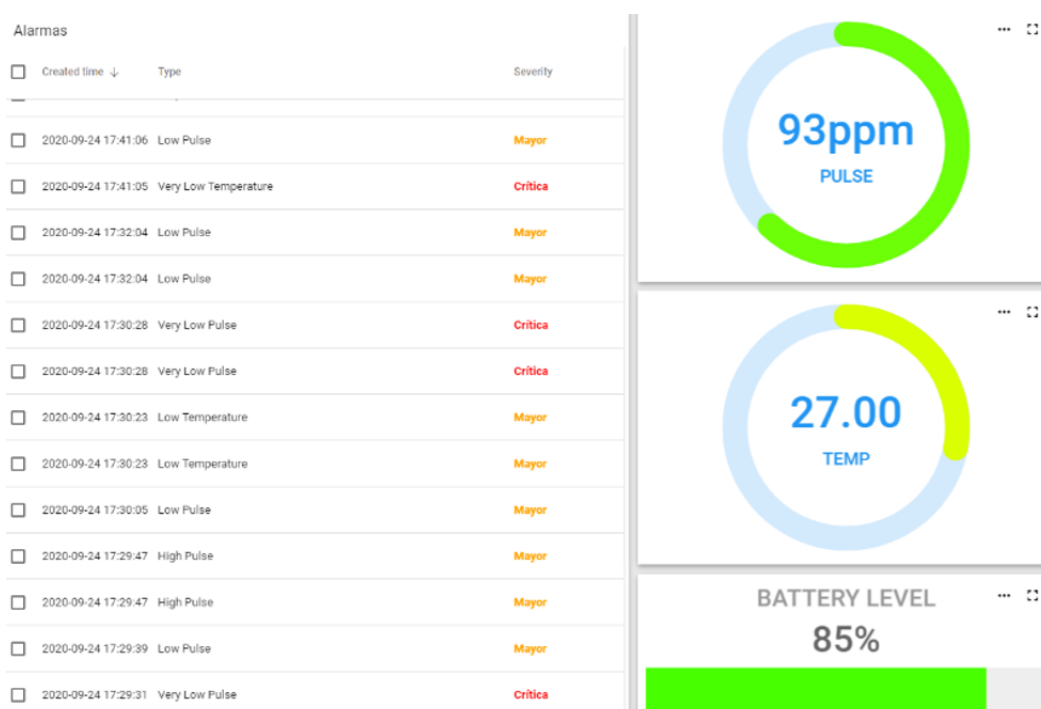 Alarmas
Created time ↓ Type Severity
2020-09-24 17:41:06 Low Pulse Mayor
2020-09-24 17:41:05 Very Low Temperature Crítica
2020-09-24 17:32:04 Low Pulse Mayor
2020-09-24 17:32:04 Low Pulse Mayor
2020-09-24 17:30:28 Very Low Pulse Crítica
2020-09-24 17:30:28 Very Low Pulse Crítica
2020-09-24 17:30:23 Low Temperature Mayor
2020-09-24 17:30:23 Low Temperature Mayor
2020-09-24 17:30:05 Low Pulse Mayor
2020-09-24 17:29:47 High Pulse Mayor
2020-09-24 17:29:47 High Pulse Mayor
2020-09-24 17:29:39 Low Pulse Mayor
2020-09-24 17:29:31 Very Low Pulse Crítica
93ppm
PULSE
27.00
TEMP
BATTERY LEVEL
85%